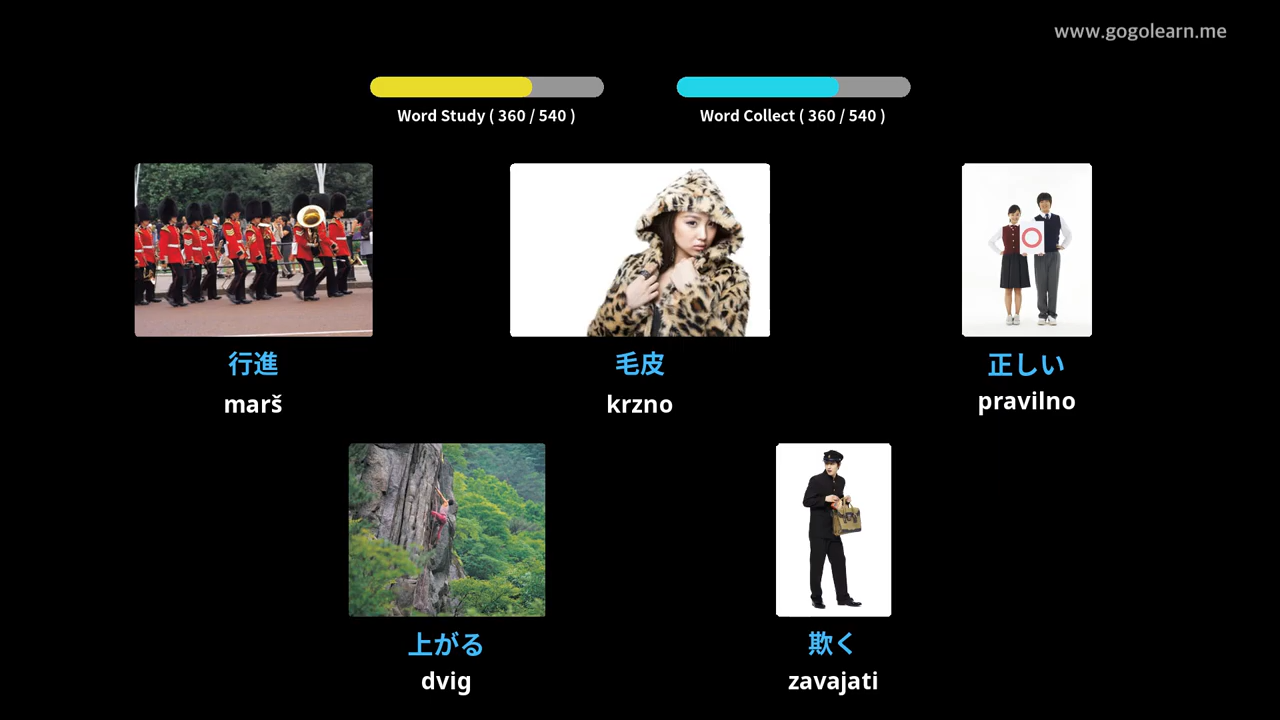 www.gogolearn.me
Word Study ( 360 / 540 )
Word Collect ( 360 / 540 )
行進
marš
毛皮
krzno
正しい
pravilno
上がる
dvig
欺く
zavajati